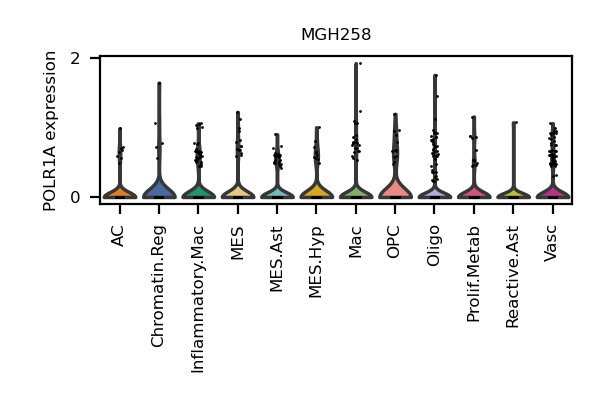 MGH258
POLR1A expression
2
0
AC
Chromatin.Reg
Inflammatory.Mac
MES
MES.Ast
MES.Hyp
Mac
OPC
Oligo
Prolif.Metab
Reactive.Ast
Vasc